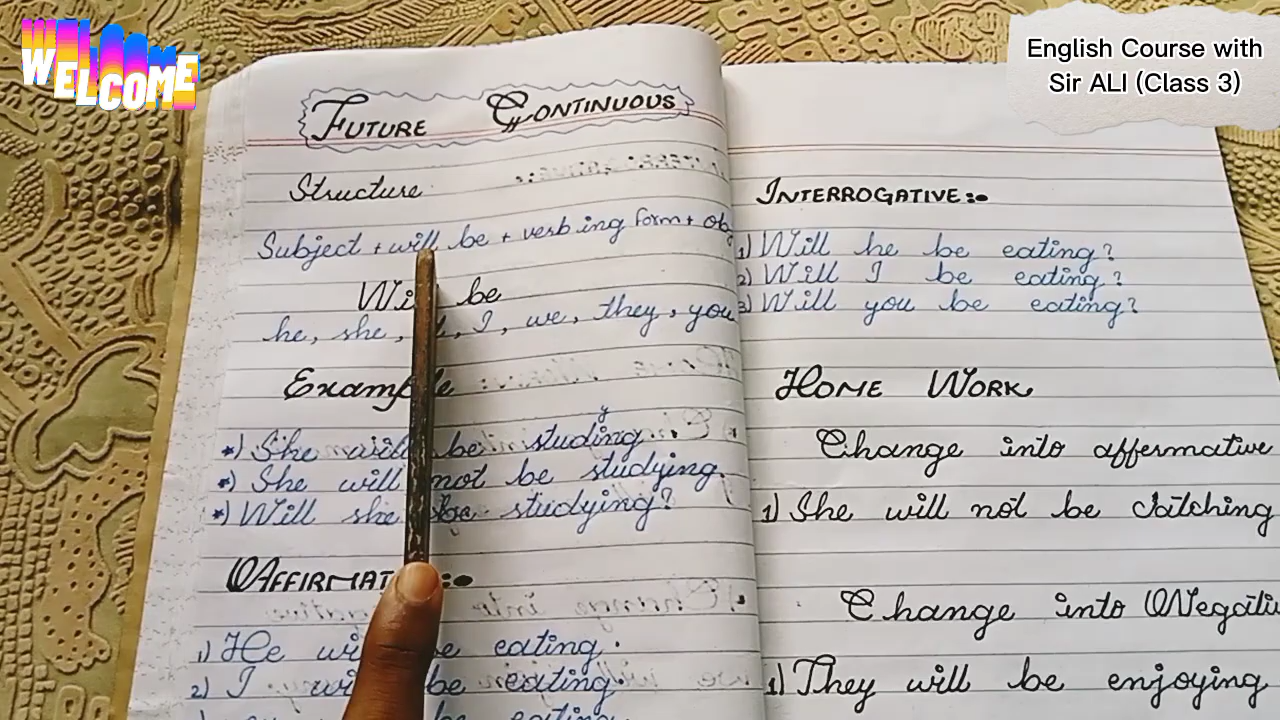 WELCOME
English Course with
Sir ALI (Class 3)
FUTURE CONTINUOUS
Structure
Subject + will be + verb ing form + obj
Will be
he, she, it, I, we, they, you
Example
*) She will be studying.
*) She will not be studying.
*) Will she be studying?
AFFIRMATIVE:-
1) He will be eating.
2) I will be eating.
be eating.
INTERROGATIVE:-
1) Will he be eating?
2) Will I be eating?
3) Will you be eating?
HOME WORK
Change into affermative
1) She will not be catching
Change into Negative
1) They will be enjoying